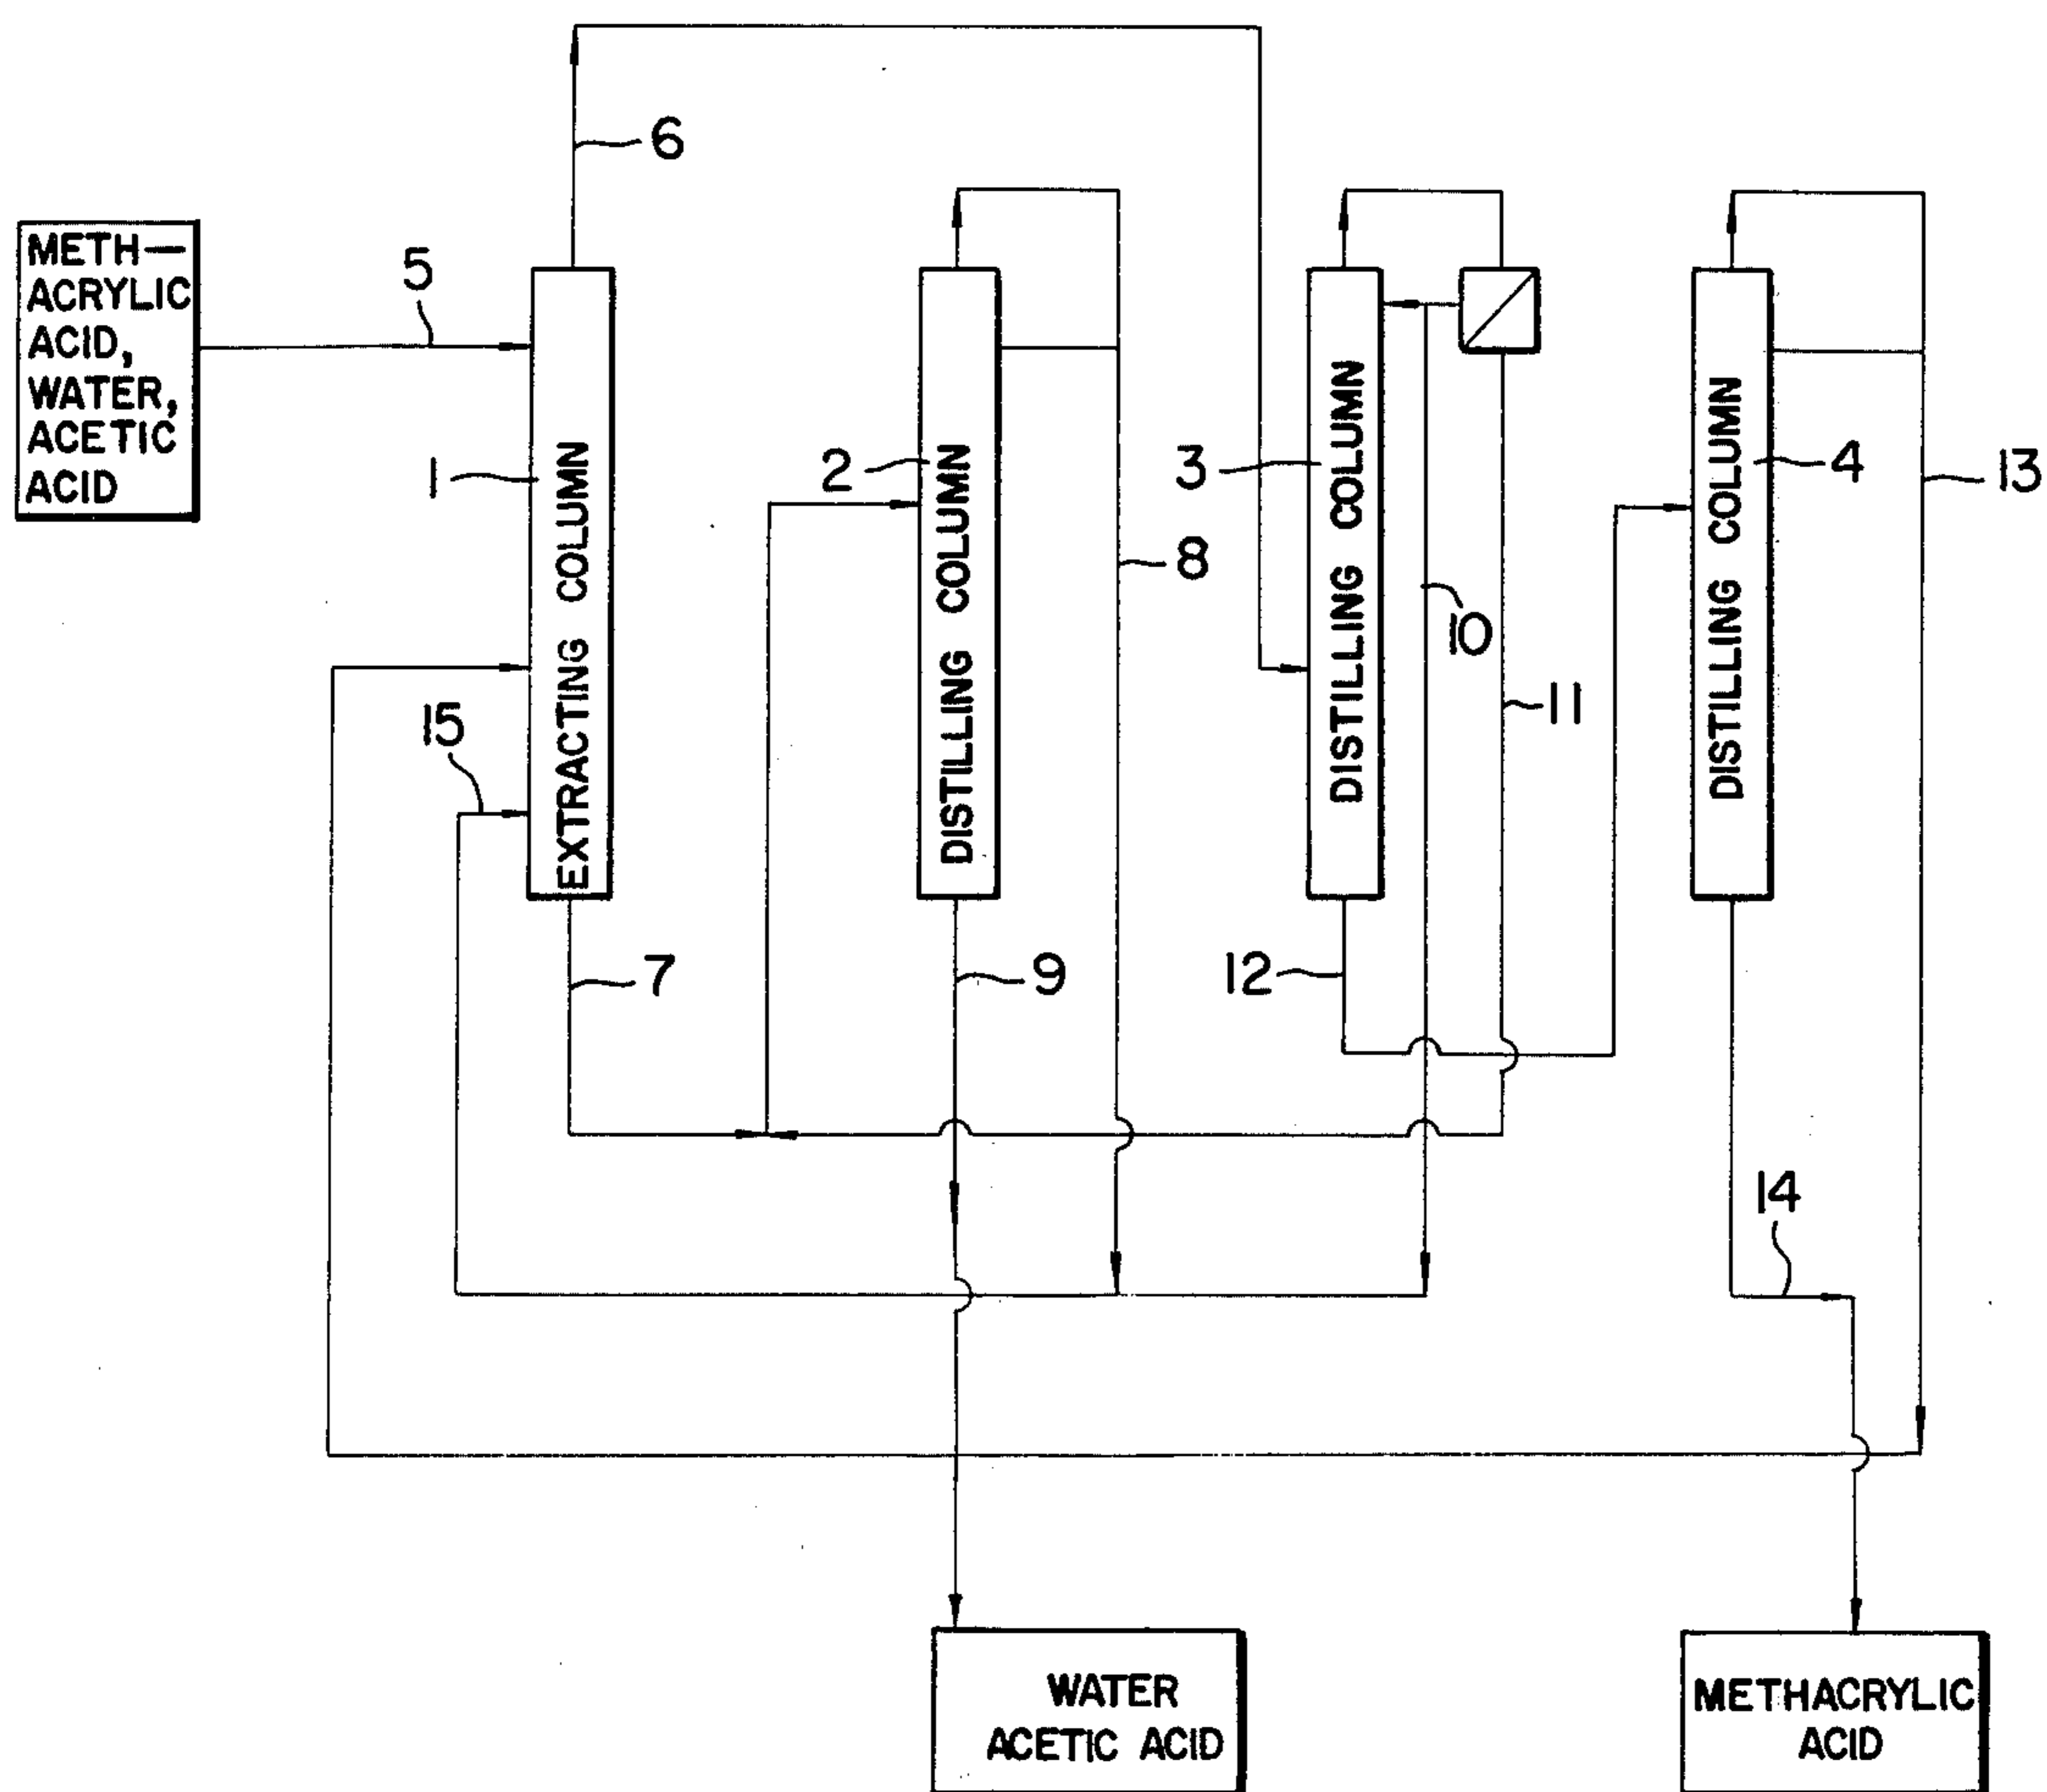 6
METH—
ACRYLIC
ACID,
WATER,
ACETIC
ACID
5
1
EXTRACTING COLUMN
15
7
2
DISTILLING COLUMN
8
9
3
DISTILLING COLUMN
10
11
12
DISTILLING COLUMN
4
13
14
WATER
ACETIC ACID
METHACRYLIC
ACID